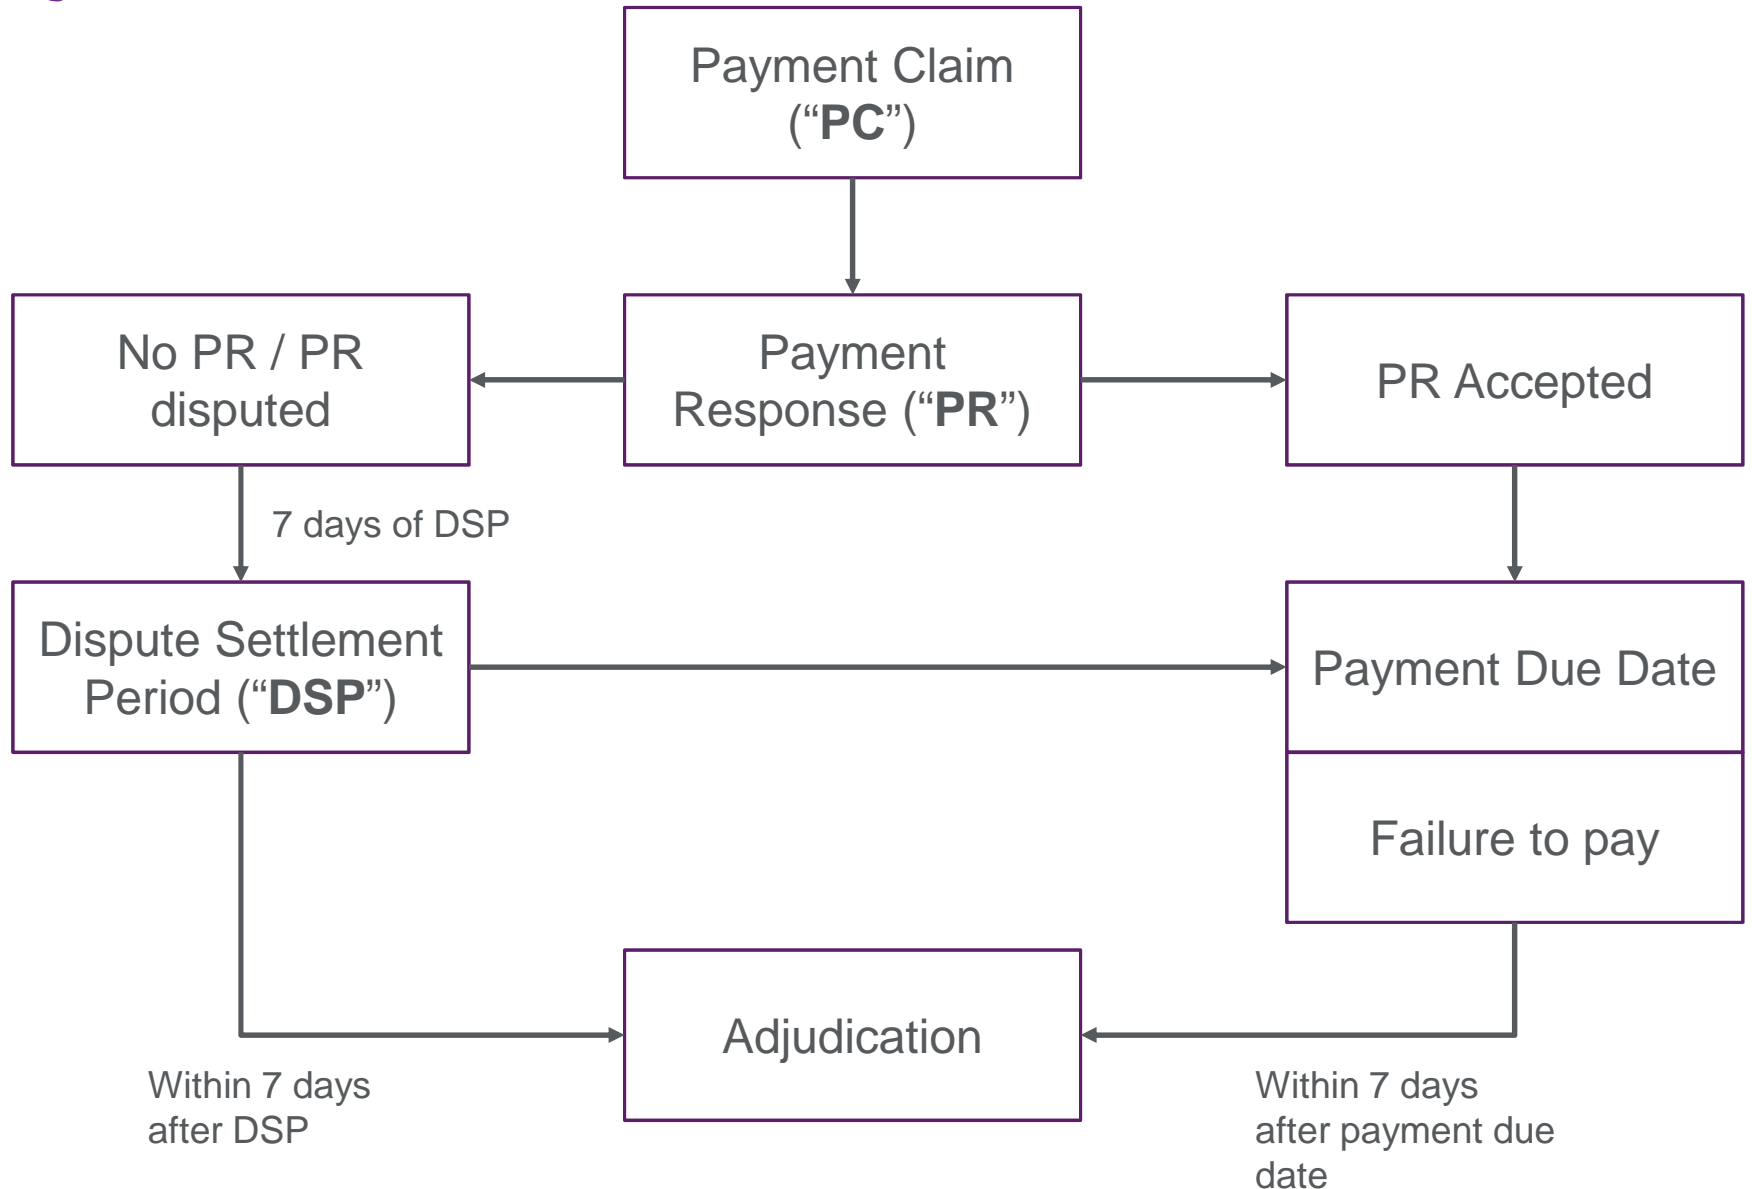 Payment Claim
(“PC”)
No PR / PR
disputed
Payment
Response (“PR”)
PR Accepted
7 days of DSP
Dispute Settlement
Period (“DSP”)
Payment Due Date
Failure to pay
Adjudication
Within 7 days
after DSP
Within 7 days
after payment due
date